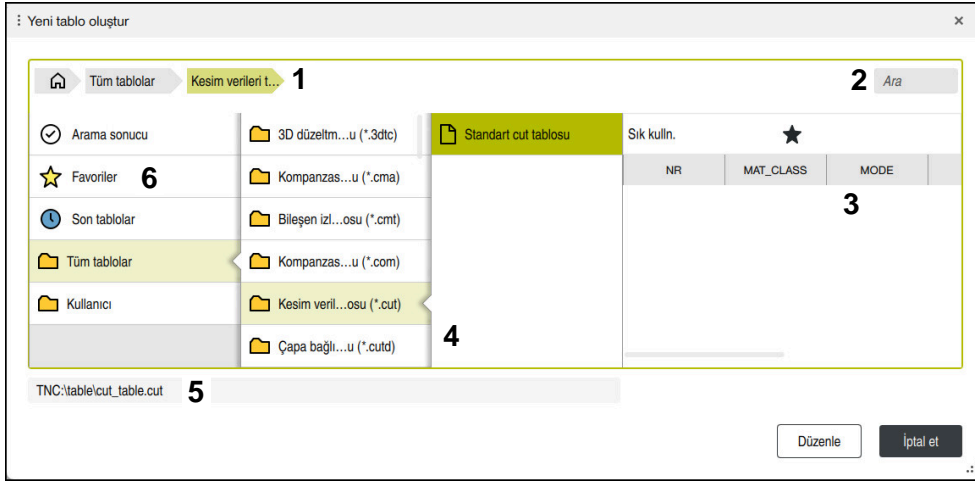 Yeni tablo oluştur
Tüm tablolar
Kesim verileri t...
1
2
Ara
Arama sonucu
3D düzeltm...u (*.3dtc)
Standart cut tablosu
Sık kulln.
Favoriler
6
Kompanzas...u (*.cma)
NR
MAT_CLASS
MODE
3
Son tablolar
Bileşen izl...osu (*.cmt)
Tüm tablolar
Kompanzas...u (*.com)
Kullanıcı
Kesim veril...osu (*.cut)
4
Çapa bağlı...u (*.cutd)
TNC:\table\cut_table.cut
5
Düzenle
İptal et